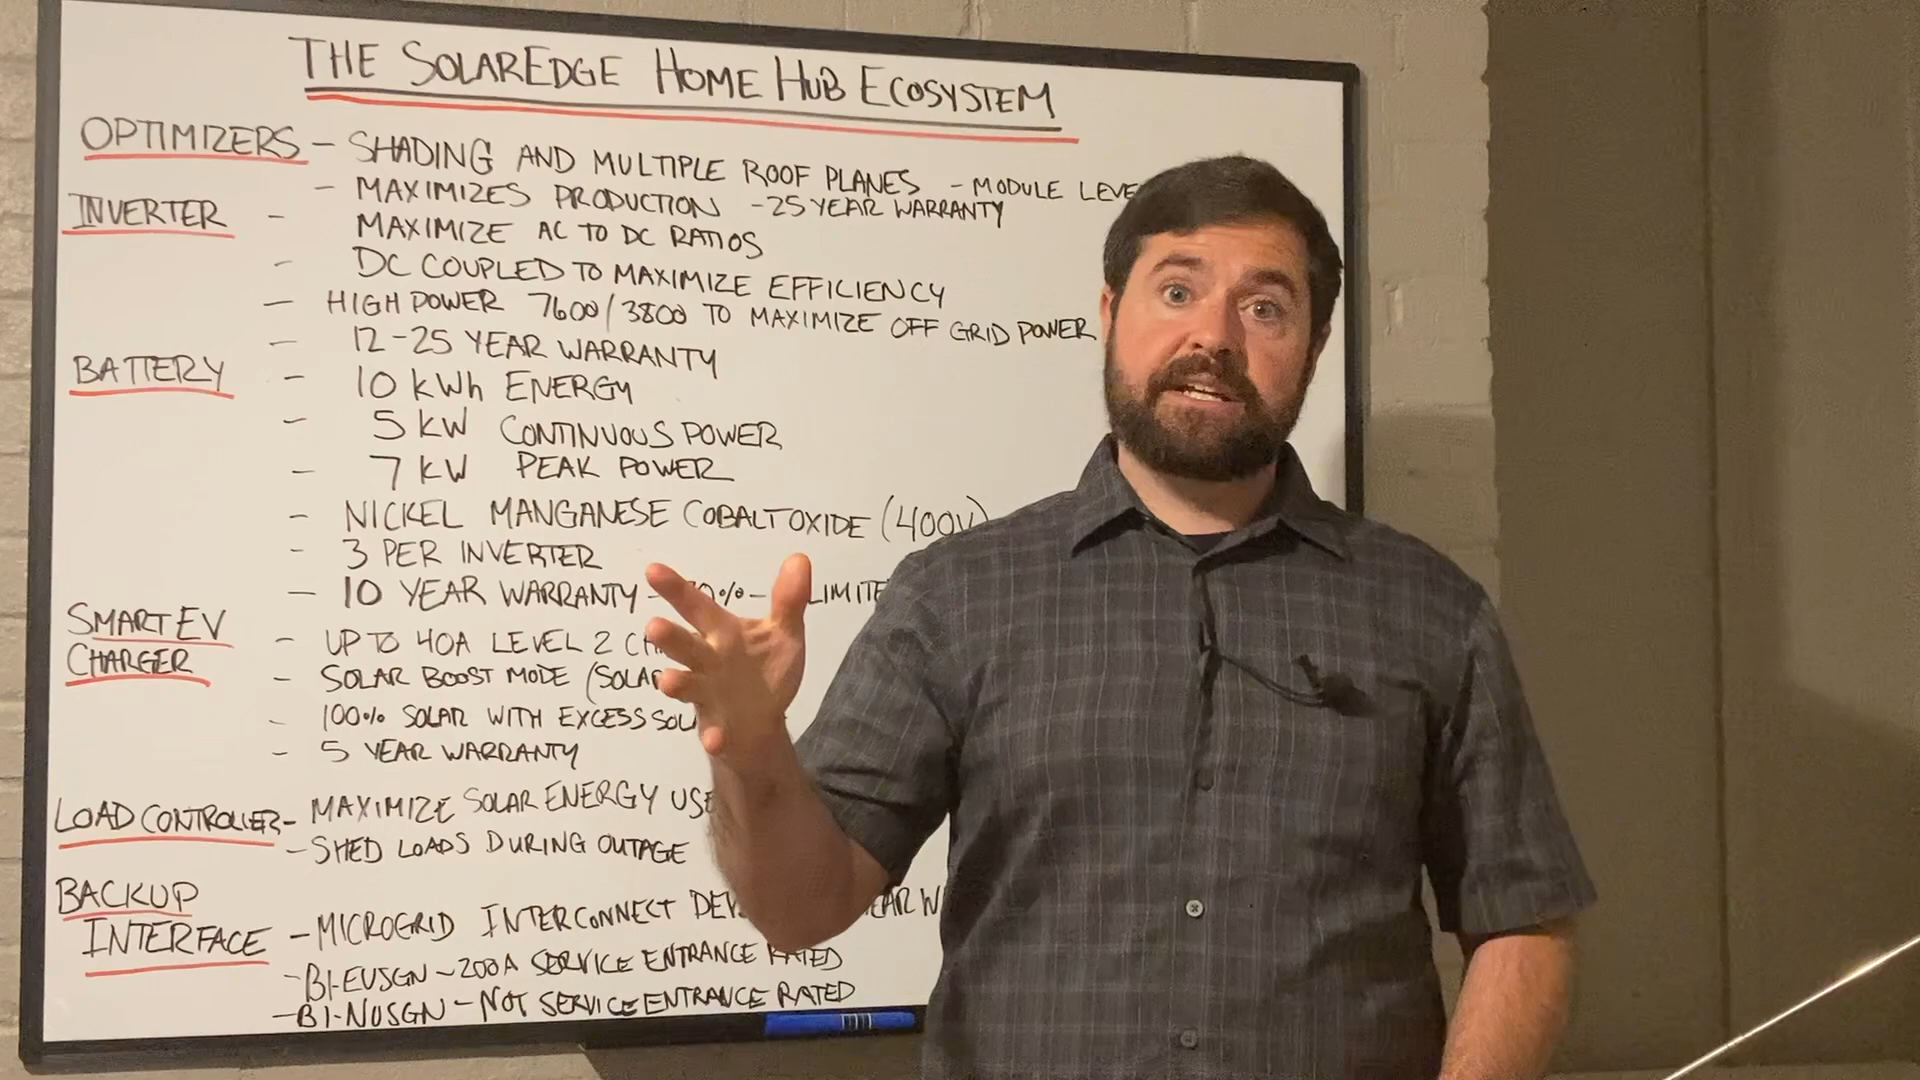 THE SOLAREDGE HOME HUB ECOSYSTEM
OPTIMIZERS - SHADING AND MULTIPLE ROOF PLANES - MODULE
- MAXIMIZES PRODUCTION - 25 YEAR WARRANTY
INVERTER - MAXIMIZE AC TO DC RATIOS
- DC COUPLED TO MAXIMIZE EFFICIENCY
- HIGH POWER 7600/3800 TO MAXIMIZE OFF GRID POWER
- 12-25 YEAR WARRANTY
BATTERY - 10 KWh ENERGY
- 5 KW CONTINUOUS POWER
- 7 KW PEAK POWER
- NICKEL MANGANESE COBALT OXIDE (400V)
- 3 PER INVERTER
- 10 YEAR WARRANTY -
SMART EV
CHARGER
- UP TO 40A LEVEL 2
- SOLAR BOOST MODE
- 100% SOLAR WITH EXCESS
- 5 YEAR WARRANTY
LOAD CONTROLLER - MAXIMIZE SOLAR ENERGY USE
- SHED LOADS DURING OUTAGE
BACKUP
INTERFACE - MICROGRID INTERCONNECT
- BI-EUSGN - 200A SERVICE ENTRANCE RATED
- BI-NUSGN - NOT SERVICE ENTRANCE RATED